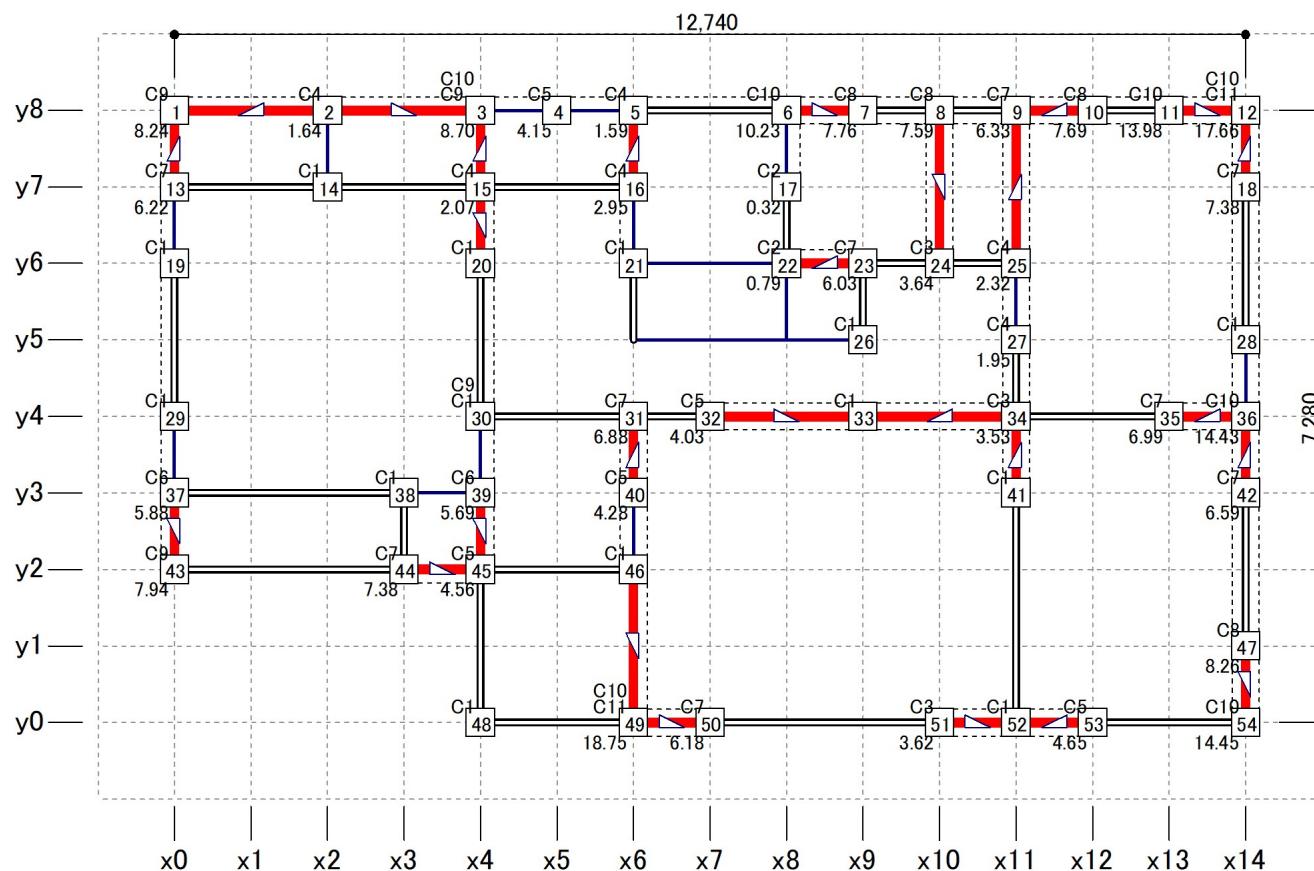 12,740
C10 C10
C9 C4 C9 C5 C4 C10 C8 C8 C7 C8 C10 C11
y8 1 2 3 4 5 6 7 8 9 10 11 12
8.24 1.64 8.70 4.15 1.59 10.23 7.76 7.59 6.33 7.69 13.98 17.66
C7 C1 C4 C4 C2 C7
y7 13 14 15 16 17 18
6.22 2.07 2.95 0.32 7.38
C1 C1 C1 C2 C7 C3 C4
y6 19 20 21 22 23 24 25
0.79 6.03 3.64 2.32
C1 C4 C1
y5 26 27 28
1.95
C9
C1 C1 C7 C5 C1 C3 C7 C10
y4 29 30 31 32 33 34 35 36
6.88 4.03 3.53 6.99 14.43
7,280
C6 C1 C6 C5 C1 C7
y3 37 38 39 40 41 42
5.88 5.69 4.28 6.59
C9 C7 C5 C1
y2 43 44 45 46
7.94 7.38 4.56
C8
y1 47
8.26
C10
C1 C11 C7 C3 C1 C5 C10
y0 48 49 50 51 52 53 54
18.75 6.18 3.62 4.65 14.45
x0 x1 x2 x3 x4 x5 x6 x7 x8 x9 x10 x11 x12 x13 x14